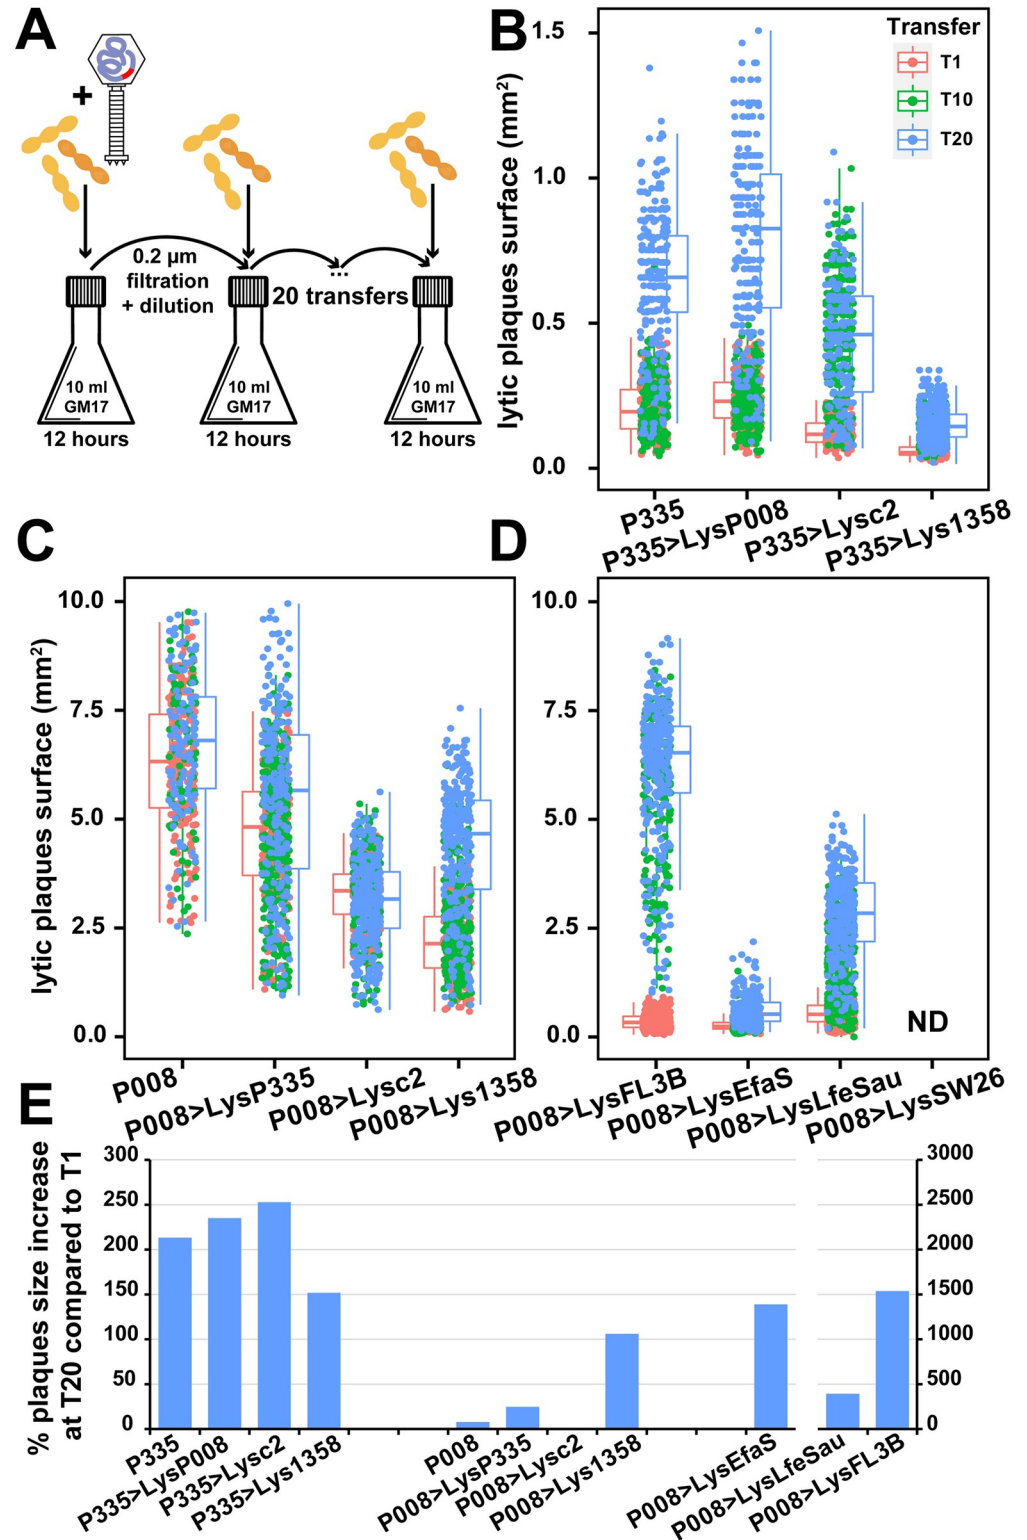 A
+
0.2 µm
filtration
+ dilution
...
20 transfers
10 ml
GM17
10 ml
GM17
10 ml
GM17
12 hours
12 hours
12 hours
B
lytic plaques surface (mm²)
1.5
1.0
0.5
0.0
Transfer
T1
T10
T20
P335
P335>LysP008
P335>Lysc2
P335>Lys1358
C
lytic plaques surface (mm²)
10.0
7.5
5.0
2.5
0.0
P008
P008>LysP335
P008>Lysc2
P008>Lys1358
D
10.0
7.5
5.0
2.5
0.0
ND
P008>LysFL3B
P008>LysEfaS
P008>LysLfeSau
P008>LysSW26
E
% plaques size increase
at T20 compared to T1
300
250
200
150
100
50
0
3000
2500
2000
1500
1000
500
0
P335
P335>LysP008
P335>Lysc2
P335>Lys1358
P008
P008>LysP335
P008>Lysc2
P008>Lys1358
P008>LysEfaS
P008>LysLfeSau
P008>LysFL3B